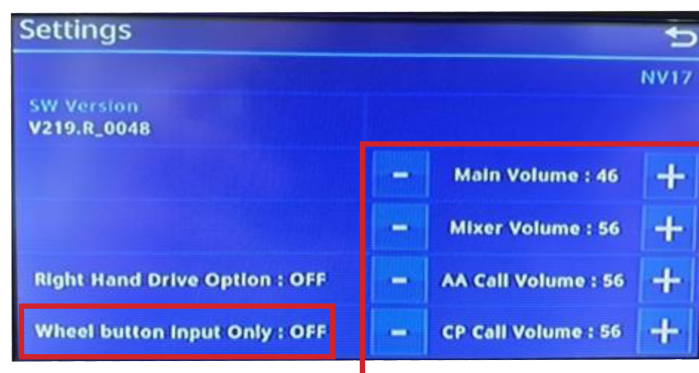 Settings
NV17
SW Version
V219.R_0048
- Main Volume : 46 +
- Mixer Volume : 56 +
Right Hand Drive Option : OFF - AA Call Volume : 56 +
Wheel button Input Only : OFF - CP Call Volume : 56 +